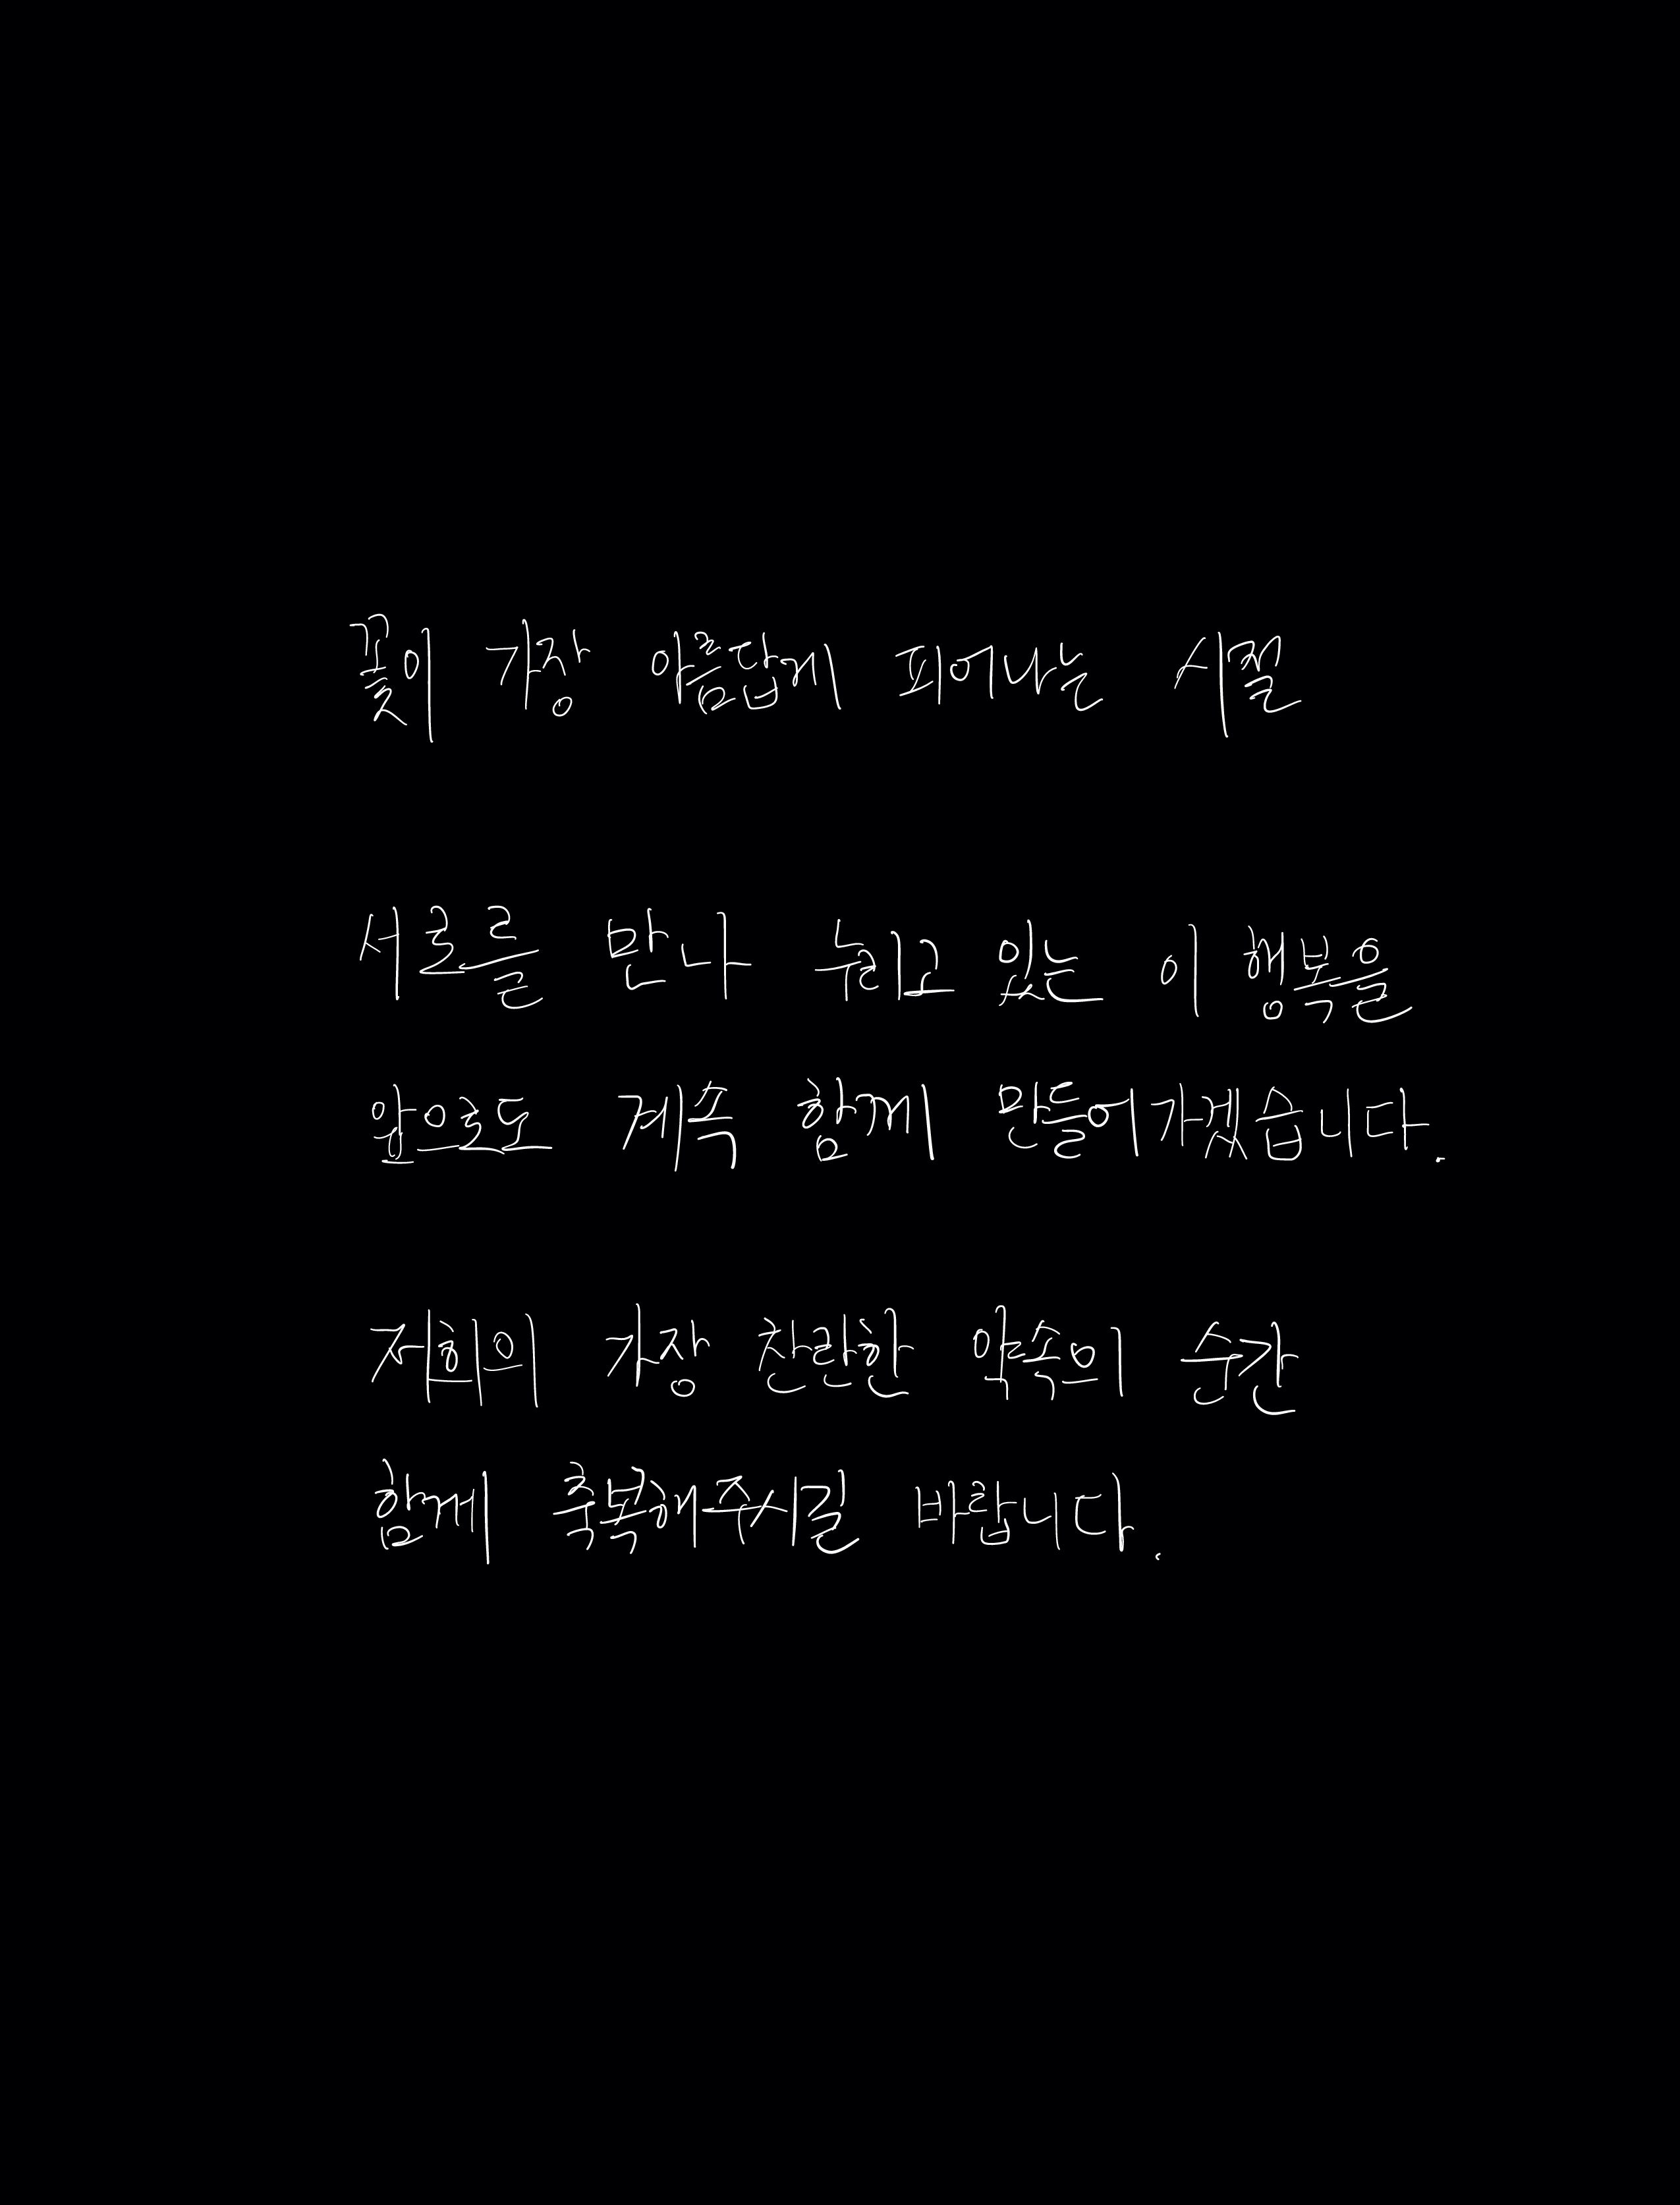 꽃이 가장 아름답게 피어나는 시절
서로를 만나 누리고 있는 이 행복을
앞으로도 계속 함께 만들어가겠습니다.
저희의 가장 찬란한 약속의 순간
함께 축복해주시길 바랍니다.